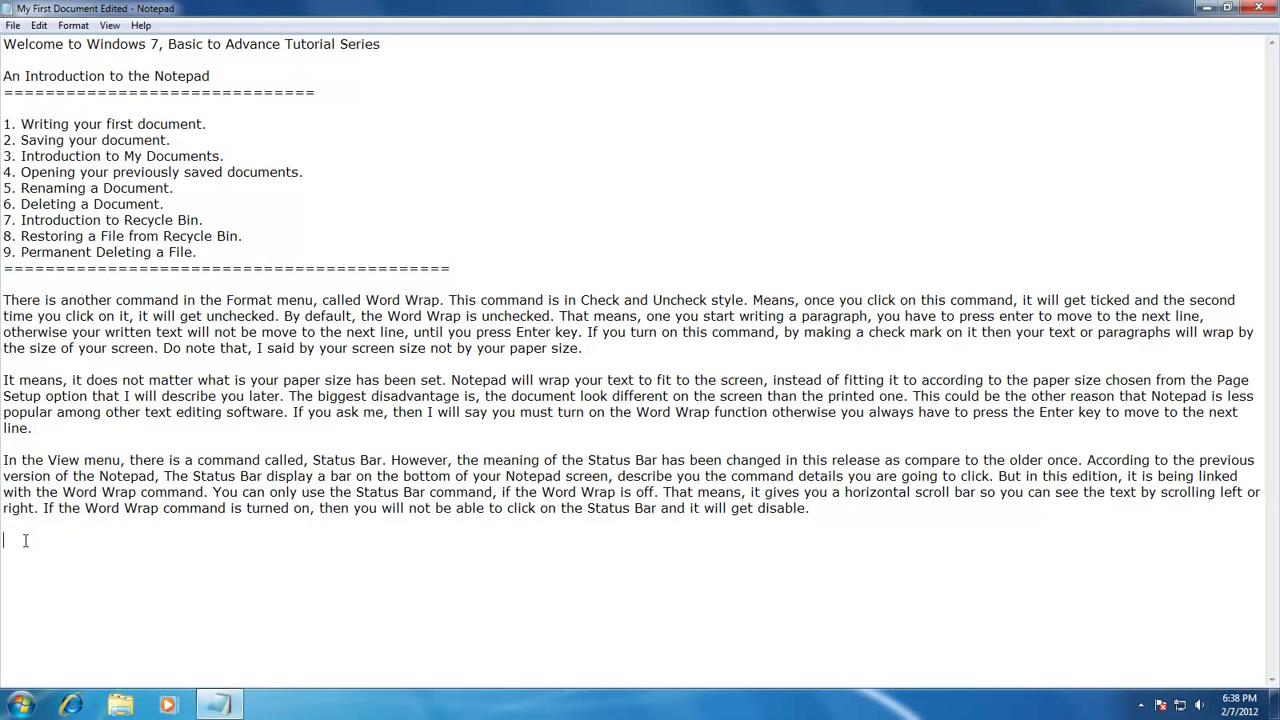 My First Document Edited - Notepad
File Edit Format View Help
Welcome to Windows 7, Basic to Advance Tutorial Series
An Introduction to the Notepad
==============================
1. Writing your first document.
2. Saving your document.
3. Introduction to My Documents.
4. Opening your previously saved documents.
5. Renaming a Document.
6. Deleting a Document.
7. Introduction to Recycle Bin.
8. Restoring a File from Recycle Bin.
9. Permanent Deleting a File.
===========================================
There is another command in the Format menu, called Word Wrap. This command is in Check and Uncheck style. Means, once you click on this command, it will get ticked and the second
time you click on it, it will get unchecked. By default, the Word Wrap is unchecked. That means, one you start writing a paragraph, you have to press enter to move to the next line,
otherwise your written text will not be move to the next line, until you press Enter key. If you turn on this command, by making a check mark on it then your text or paragraphs will wrap by
the size of your screen. Do note that, I said by your screen size not by your paper size.
It means, it does not matter what is your paper size has been set. Notepad will wrap your text to fit to the screen, instead of fitting it to according to the paper size chosen from the Page
Setup option that I will describe you later. The biggest disadvantage is, the document look different on the screen than the printed one. This could be the other reason that Notepad is less
popular among other text editing software. If you ask me, then I will say you must turn on the Word Wrap function otherwise you always have to press the Enter key to move to the next
line.
In the View menu, there is a command called, Status Bar. However, the meaning of the Status Bar has been changed in this release as compare to the older once. According to the previous
version of the Notepad, The Status Bar display a bar on the bottom of your Notepad screen, describe you the command details you are going to click. But in this edition, it is being linked
with the Word Wrap command. You can only use the Status Bar command, if the Word Wrap is off. That means, it gives you a horizontal scroll bar so you can see the text by scrolling left or
right. If the Word Wrap command is turned on, then you will not be able to click on the Status Bar and it will get disable.
6:38 PM
2/7/2012